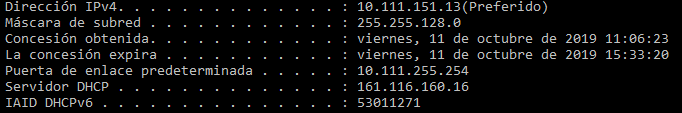 Dirección IPv4. . . . . . . . . . . . . . : 10.111.151.13(Preferido)
Máscara de subred . . . . . . . . . . . . : 255.255.128.0
Concesión obtenida. . . . . . . . . . . . : viernes, 11 de octubre de 2019 11:06:23
La concesión expira . . . . . . . . . . . : viernes, 11 de octubre de 2019 15:33:20
Puerta de enlace predeterminada . . . . . : 10.111.255.254
Servidor DHCP . . . . . . . . . . . . . . : 161.116.160.16
IAID DHCPv6 . . . . . . . . . . . . . . . : 53011271